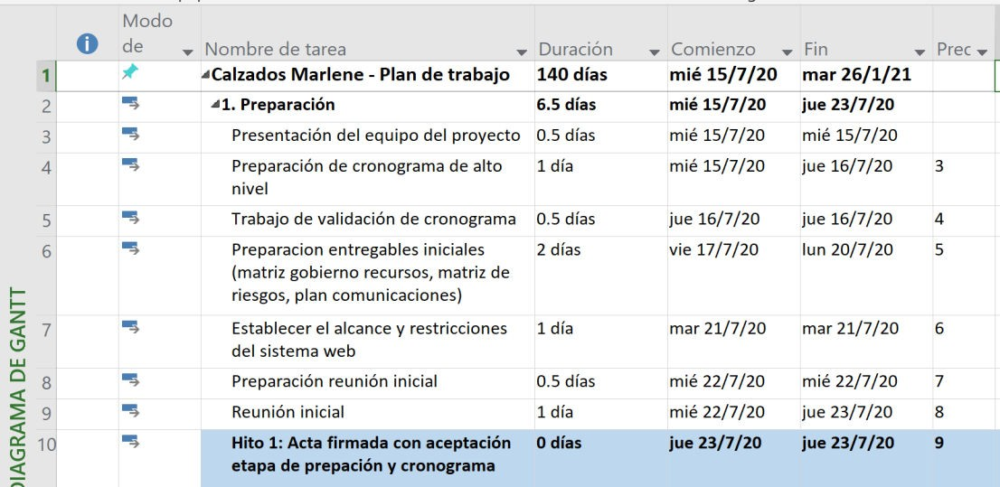 Modo
de
Nombre de tarea Duración Comienzo Fin Prec
1 Calzados Marlene - Plan de trabajo 140 días mié 15/7/20 mar 26/1/21
2 1. Preparación 6.5 días mié 15/7/20 jue 23/7/20
3 Presentación del equipo del proyecto 0.5 días mié 15/7/20 mié 15/7/20
4 Preparación de cronograma de alto 1 día mié 15/7/20 jue 16/7/20 3
nivel
5 Trabajo de validación de cronograma 0.5 días jue 16/7/20 jue 16/7/20 4
6 Preparacion entregables iniciales 2 días vie 17/7/20 lun 20/7/20 5
(matriz gobierno recursos, matriz de
riesgos, plan comunicaciones)
7 Establecer el alcance y restricciones 1 día mar 21/7/20 mar 21/7/20 6
del sistema web
8 Preparación reunión inicial 0.5 días mié 22/7/20 mié 22/7/20 7
9 Reunión inicial 1 día mié 22/7/20 jue 23/7/20 8
10 Hito 1: Acta firmada con aceptación 0 días jue 23/7/20 jue 23/7/20 9
etapa de prepación y cronograma
DIAGRAMA DE GANTT